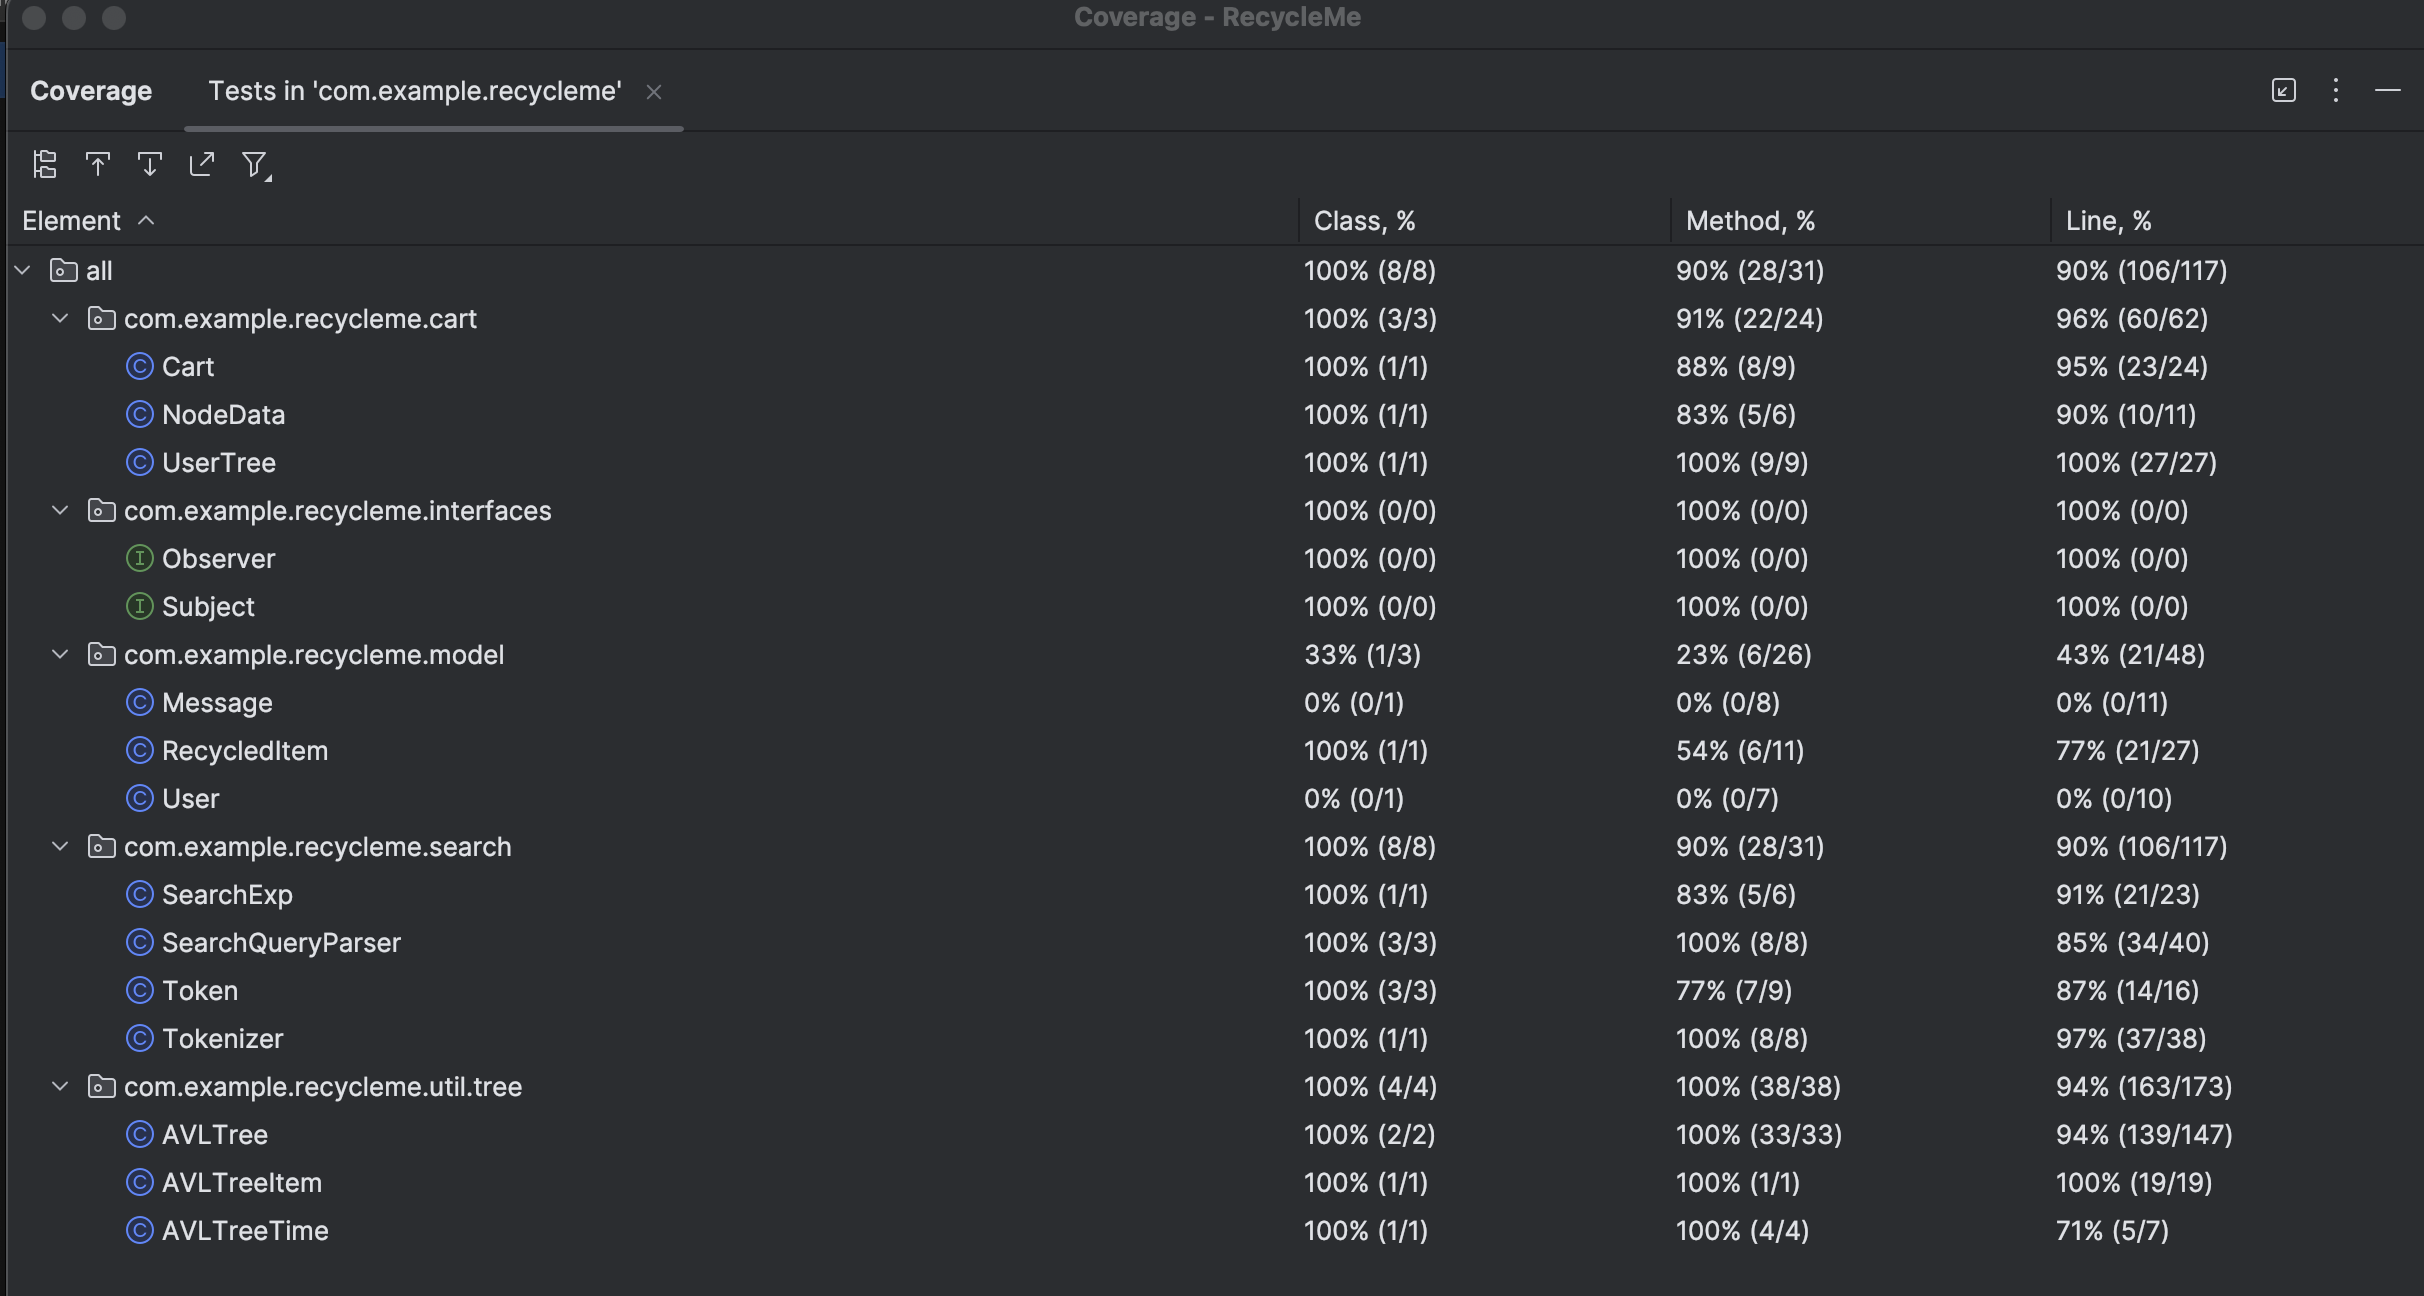 Coverage - RecycleMe
Coverage Tests in 'com.example.recycleme'
Element Class, % Method, % Line, %
all 100% (8/8) 90% (28/31) 90% (106/117)
com.example.recycleme.cart 100% (3/3) 91% (22/24) 96% (60/62)
Cart 100% (1/1) 88% (8/9) 95% (23/24)
NodeData 100% (1/1) 83% (5/6) 90% (10/11)
UserTree 100% (1/1) 100% (9/9) 100% (27/27)
com.example.recycleme.interfaces 100% (0/0) 100% (0/0) 100% (0/0)
Observer 100% (0/0) 100% (0/0) 100% (0/0)
Subject 100% (0/0) 100% (0/0) 100% (0/0)
com.example.recycleme.model 33% (1/3) 23% (6/26) 43% (21/48)
Message 0% (0/1) 0% (0/8) 0% (0/11)
RecycledItem 100% (1/1) 54% (6/11) 77% (21/27)
User 0% (0/1) 0% (0/7) 0% (0/10)
com.example.recycleme.search 100% (8/8) 90% (28/31) 90% (106/117)
SearchExp 100% (1/1) 83% (5/6) 91% (21/23)
SearchQueryParser 100% (3/3) 100% (8/8) 85% (34/40)
Token 100% (3/3) 77% (7/9) 87% (14/16)
Tokenizer 100% (1/1) 100% (8/8) 97% (37/38)
com.example.recycleme.util.tree 100% (4/4) 100% (38/38) 94% (163/173)
AVLTree 100% (2/2) 100% (33/33) 94% (139/147)
AVLTreeItem 100% (1/1) 100% (1/1) 100% (19/19)
AVLTreeTime 100% (1/1) 100% (4/4) 71% (5/7)